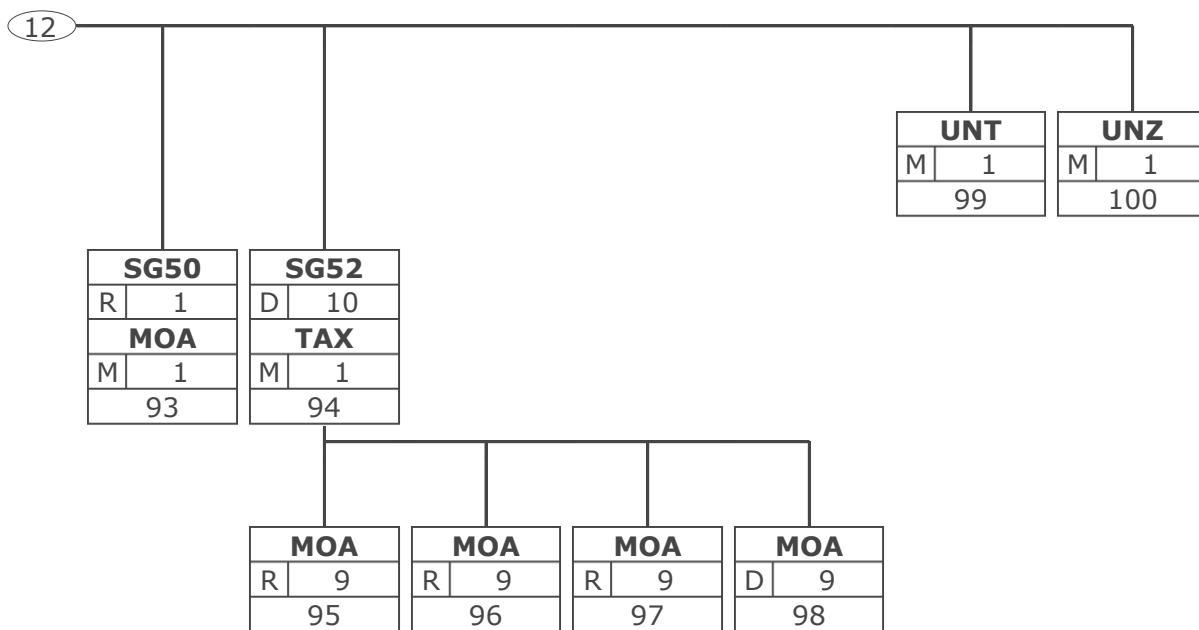 12
UNT UNZ
M 1 M 1
99 100
SG50 SG52
R 1 D 10
MOA TAX
M 1 M 1
93 94
MOA MOA MOA MOA
R 9 R 9 R 9 D 9
95 96 97 98